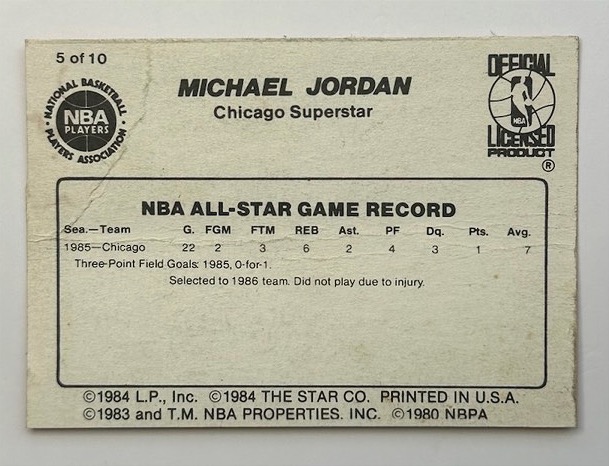 5 of 10
MICHAEL JORDAN
Chicago Superstar
NATIONAL BASKETBALL
NBA
PLAYERS
PLAYERS ASSOCIATION
OFFICIAL
NBA
LICENSED
PRODUCT
®
NBA ALL-STAR GAME RECORD
Sea.—Team G. FGM FTM REB Ast. PF Dq. Pts. Avg.
1985—Chicago 22 2 3 6 2 4 3 1 7
Three-Point Field Goals: 1985, 0-for-1.
Selected to 1986 team. Did not play due to injury.
©1984 L.P., Inc. ©1984 THE STAR CO. PRINTED IN U.S.A.
©1983 and T.M. NBA PROPERTIES. INC. ©1980 NBPA